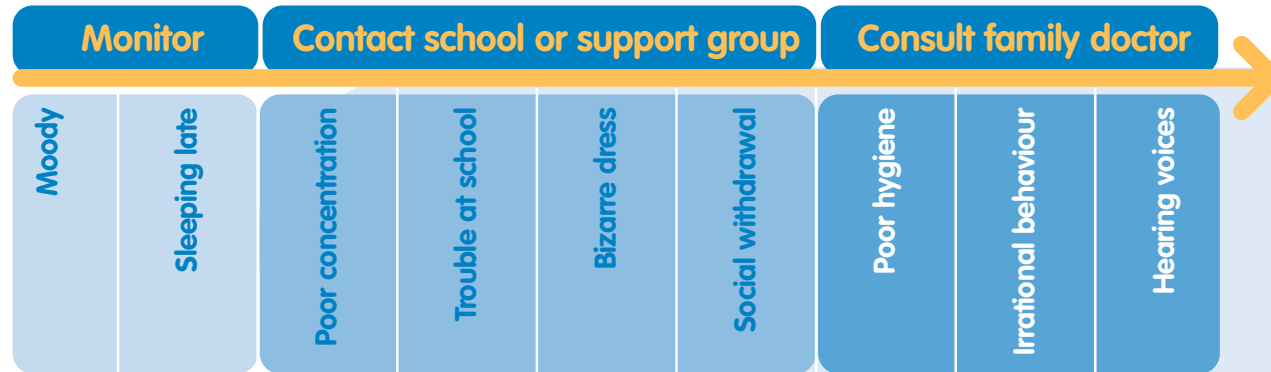 Monitor
Contact school or support group
Consult family doctor
Moody
Sleeping late
Poor concentration
Trouble at school
Bizarre dress
Social withdrawal
Poor hygiene
Irrational behaviour
Hearing voices